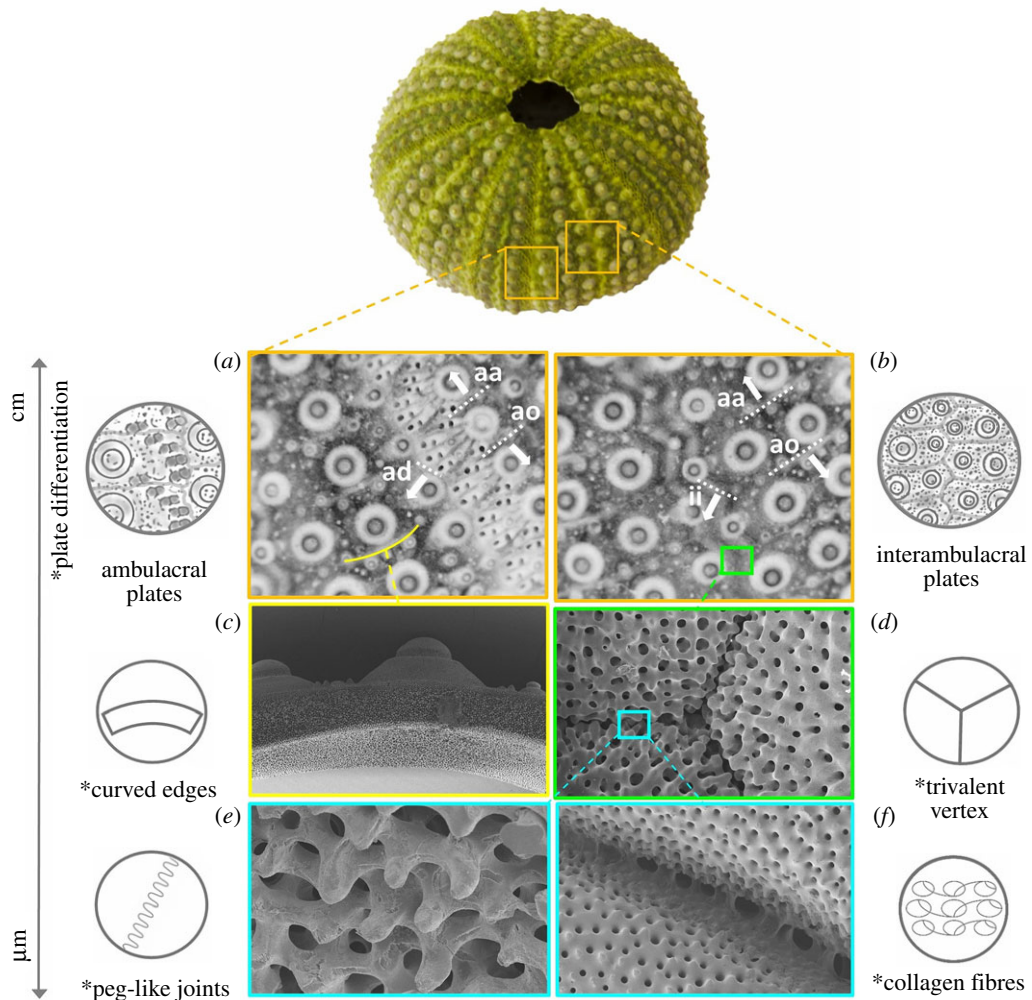 (a)
(b)
cm
*plate differentiation
μm
aa
ao
ad
aa
ao
ii
ambulacral
plates
interambulacral
plates
(c)
(d)
*curved edges
*trivalent
vertex
(e)
(f)
*peg-like joints
*collagen fibres